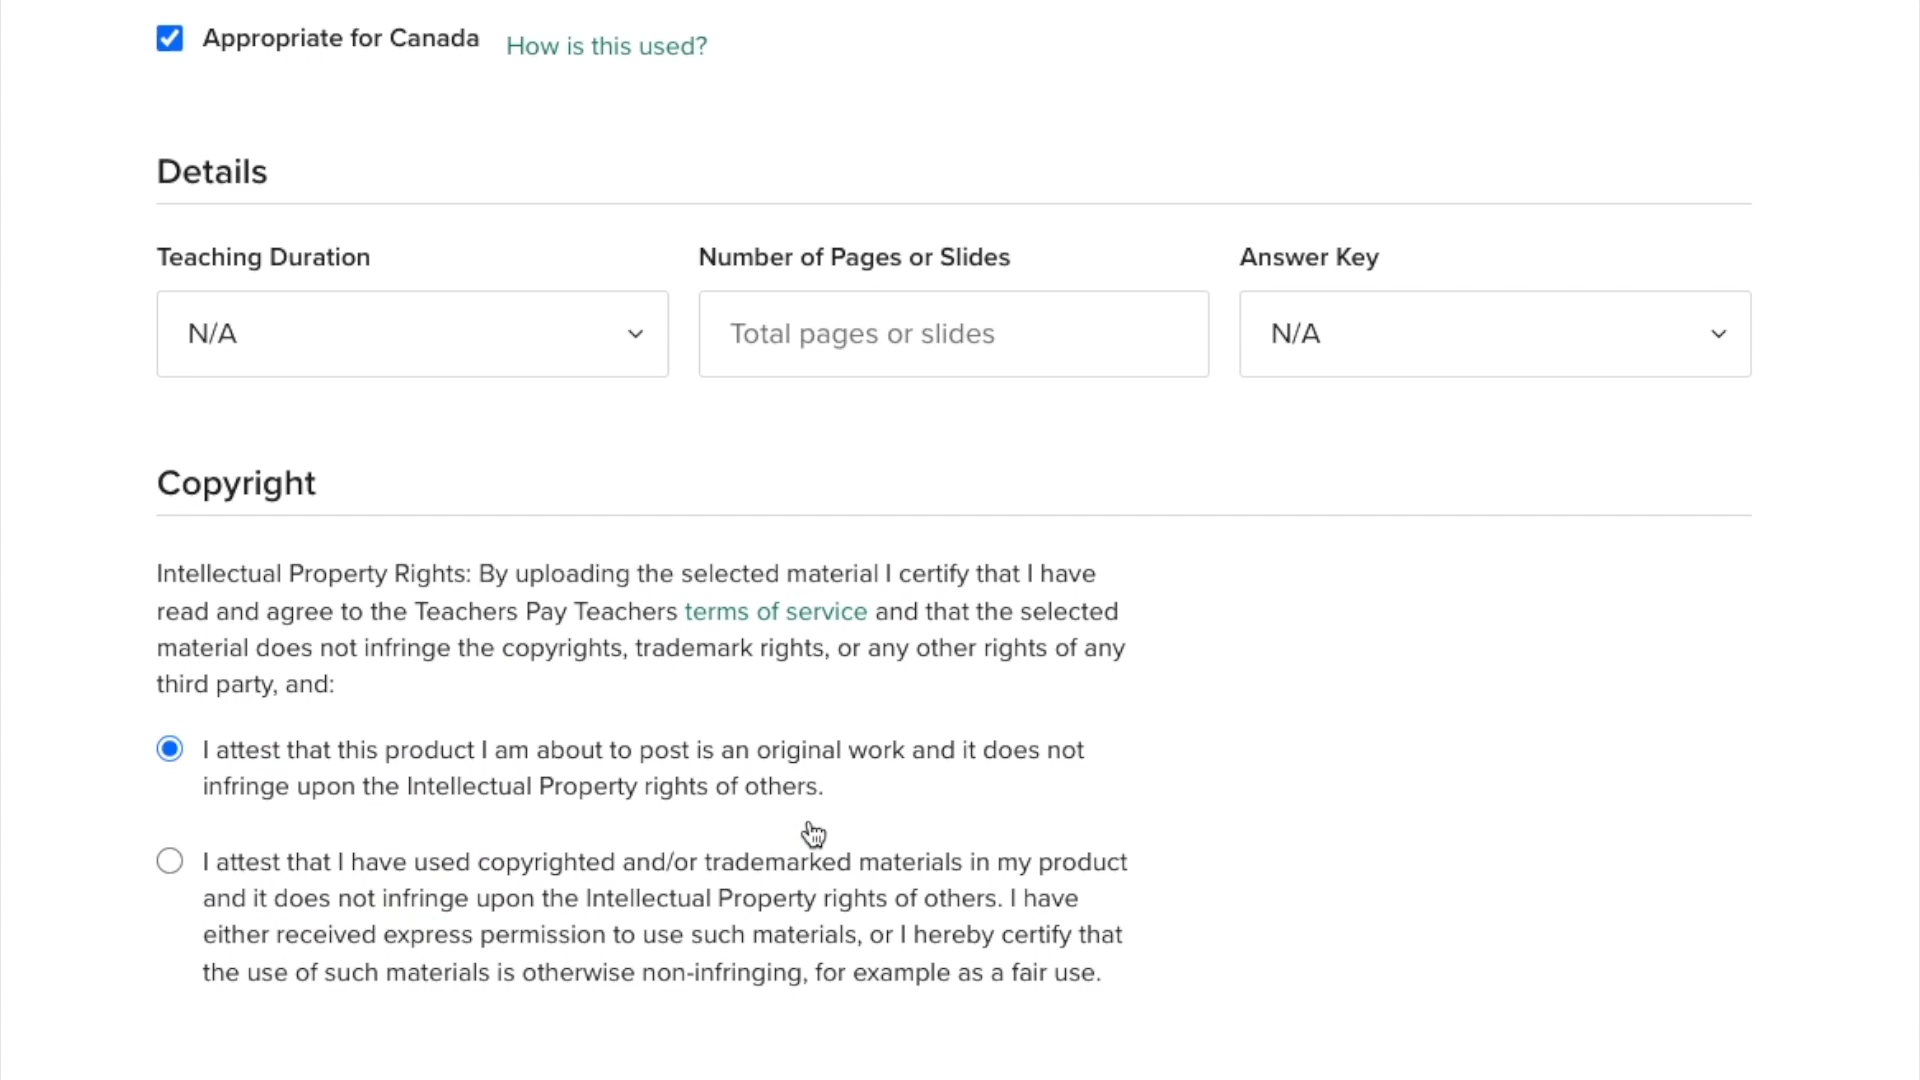 Appropriate for Canada How is this used?
Details
Teaching Duration Number of Pages or Slides Answer Key
N/A Total pages or slides N/A
Copyright
Intellectual Property Rights: By uploading the selected material I certify that I have
read and agree to the Teachers Pay Teachers terms of service and that the selected
material does not infringe the copyrights, trademark rights, or any other rights of any
third party, and:
I attest that this product I am about to post is an original work and it does not
infringe upon the Intellectual Property rights of others.
I attest that I have used copyrighted and/or trademarked materials in my product
and it does not infringe upon the Intellectual Property rights of others. I have
either received express permission to use such materials, or I hereby certify that
the use of such materials is otherwise non-infringing, for example as a fair use.